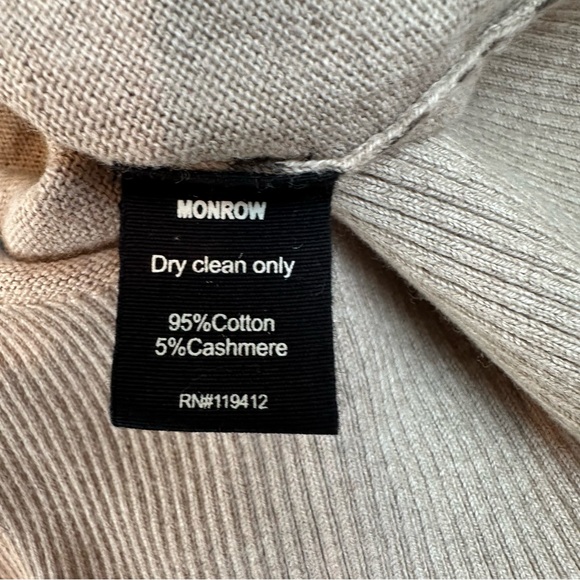 MONROW
Dry clean only
95%Cotton
5%Cashmere
RN#119412